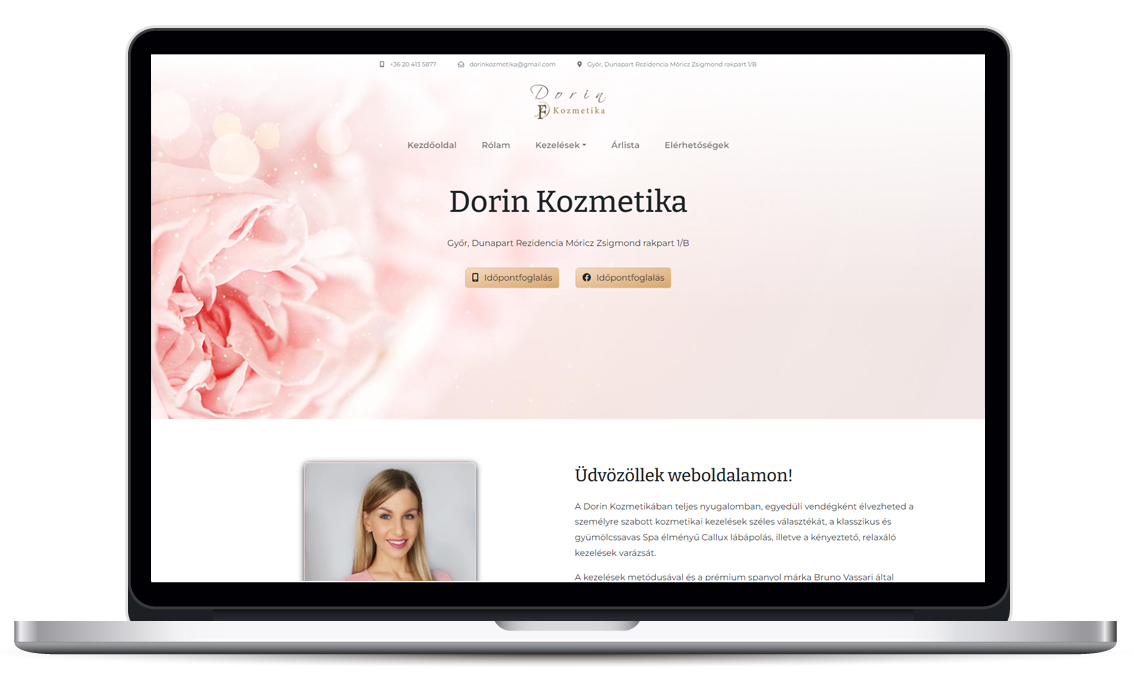 +36 20 413 5877 dorinkozmetika@gmail.com Győr, Dunapart Rezidencia Móricz Zsigmond rakpart 1/B
Dorin
Kozmetika
Kezdőoldal Rólam Kezelések Árlista Elérhetőségek
Dorin Kozmetika
Győr, Dunapart Rezidencia Móricz Zsigmond rakpart 1/B
Időpontfoglalás Időpontfoglalás
Üdvözöllek weboldalamon!
A Dorin Kozmetikában teljes nyugalomban, egyedüli vendégként élvezheted a
személyre szabott kozmetikai kezelések széles választékát, a klasszikus és
gyümölcssavas Spa élményű Callux lábápolás, illetve a kényeztető, relaxáló
kezelések varázsát.
A kezelések metódusával és a prémium spanyol márka Bruno Vassari által